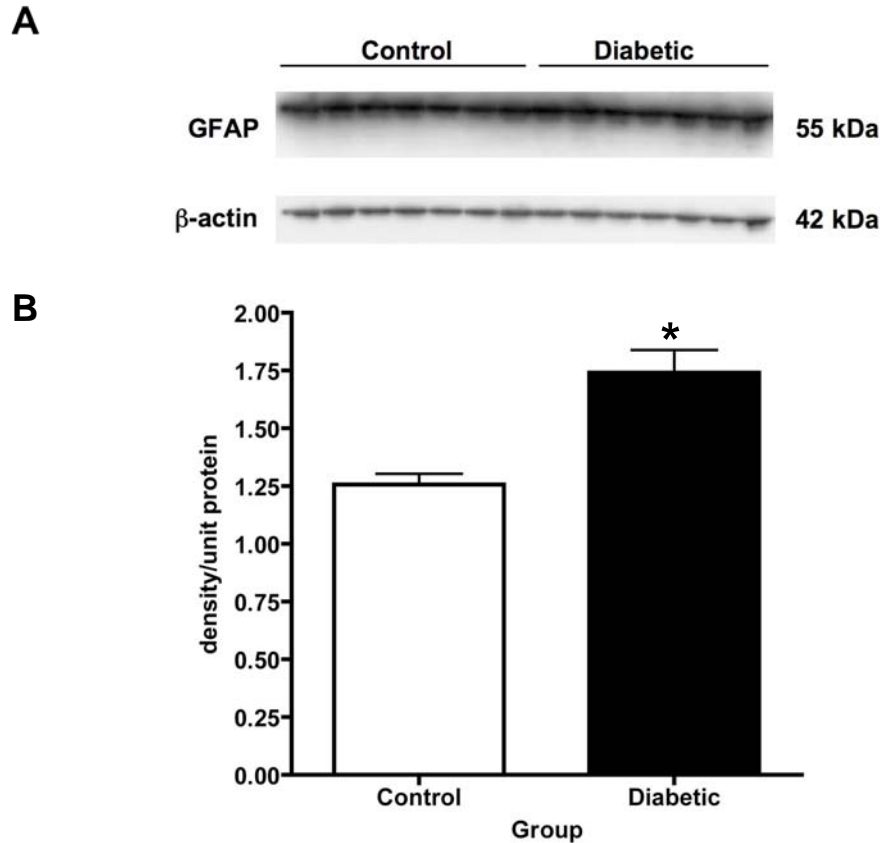 A
Control Diabetic
GFAP 55 kDa
β-actin 42 kDa
B
2.00
*
1.75
1.50
1.25
1.00
0.75
0.50
0.25
0.00
density/unit protein
Control Diabetic
Group